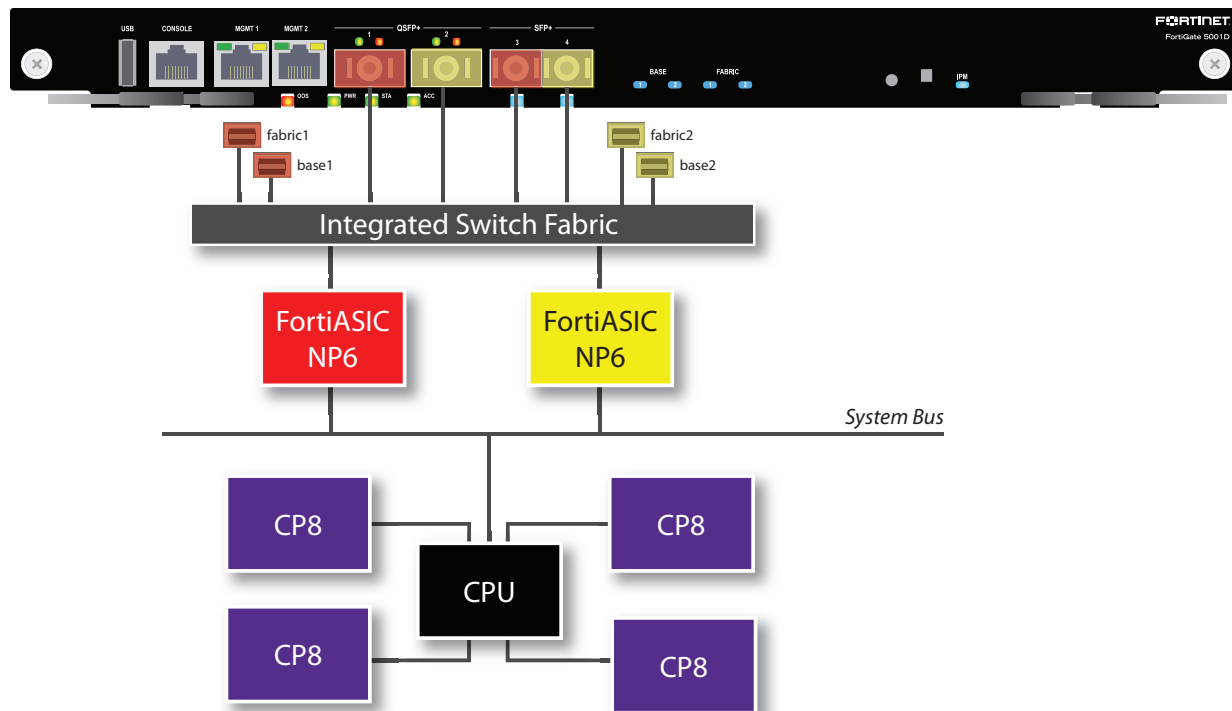 USB
CONSOLE
MGMT 1
MGMT 2
QSFP+
1
2
SFP+
3
4
BASE
1
2
FABRIC
1
2
IPM
FORTINET
FortiGate 5001D
OOS
PWR
STA
ACC
fabric1
base1
fabric2
base2
Integrated Switch Fabric
FortiASIC
NP6
FortiASIC
NP6
System Bus
CP8
CP8
CPU
CP8
CP8